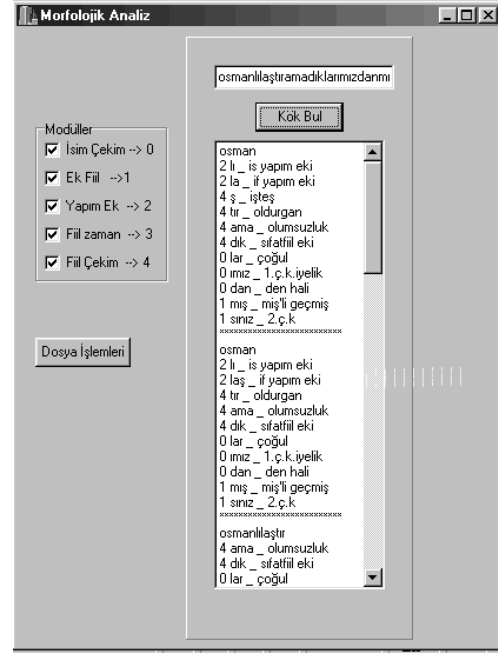 Morfolojik Analiz
osmanlılaştıramadıklarımızdanmı
Kök Bul
Modüller
İsim Çekim --> 0
Ek Fiil -->1
Yapım Ek --> 2
Fiil zaman --> 3
Fiil Çekim --> 4
Dosya İşlemleri
osman
2 lı _ is yapım eki
2 la _ if yapım eki
4 ş _ işteş
4 tır _ oldurgan
4 ama _ olumsuzluk
4 dık _ sıfatfiil eki
0 lar _ çoğul
0 ımız _ 1.ç.k.iyelik
0 dan _ den hali
1 mış _ miş'li geçmiş
1 sınız _ 2.ç.k
**************************
osman
2 lı _ is yapım eki
2 laş _ if yapım eki
4 tır _ oldurgan
4 ama _ olumsuzluk
4 dık _ sıfatfiil eki
0 lar _ çoğul
0 ımız _ 1.ç.k.iyelik
0 dan _ den hali
1 mış _ miş'li geçmiş
1 sınız _ 2.ç.k
**************************
osmanlılaştır
4 ama _ olumsuzluk
4 dık _ sıfatfiil eki
0 lar _ çoğul